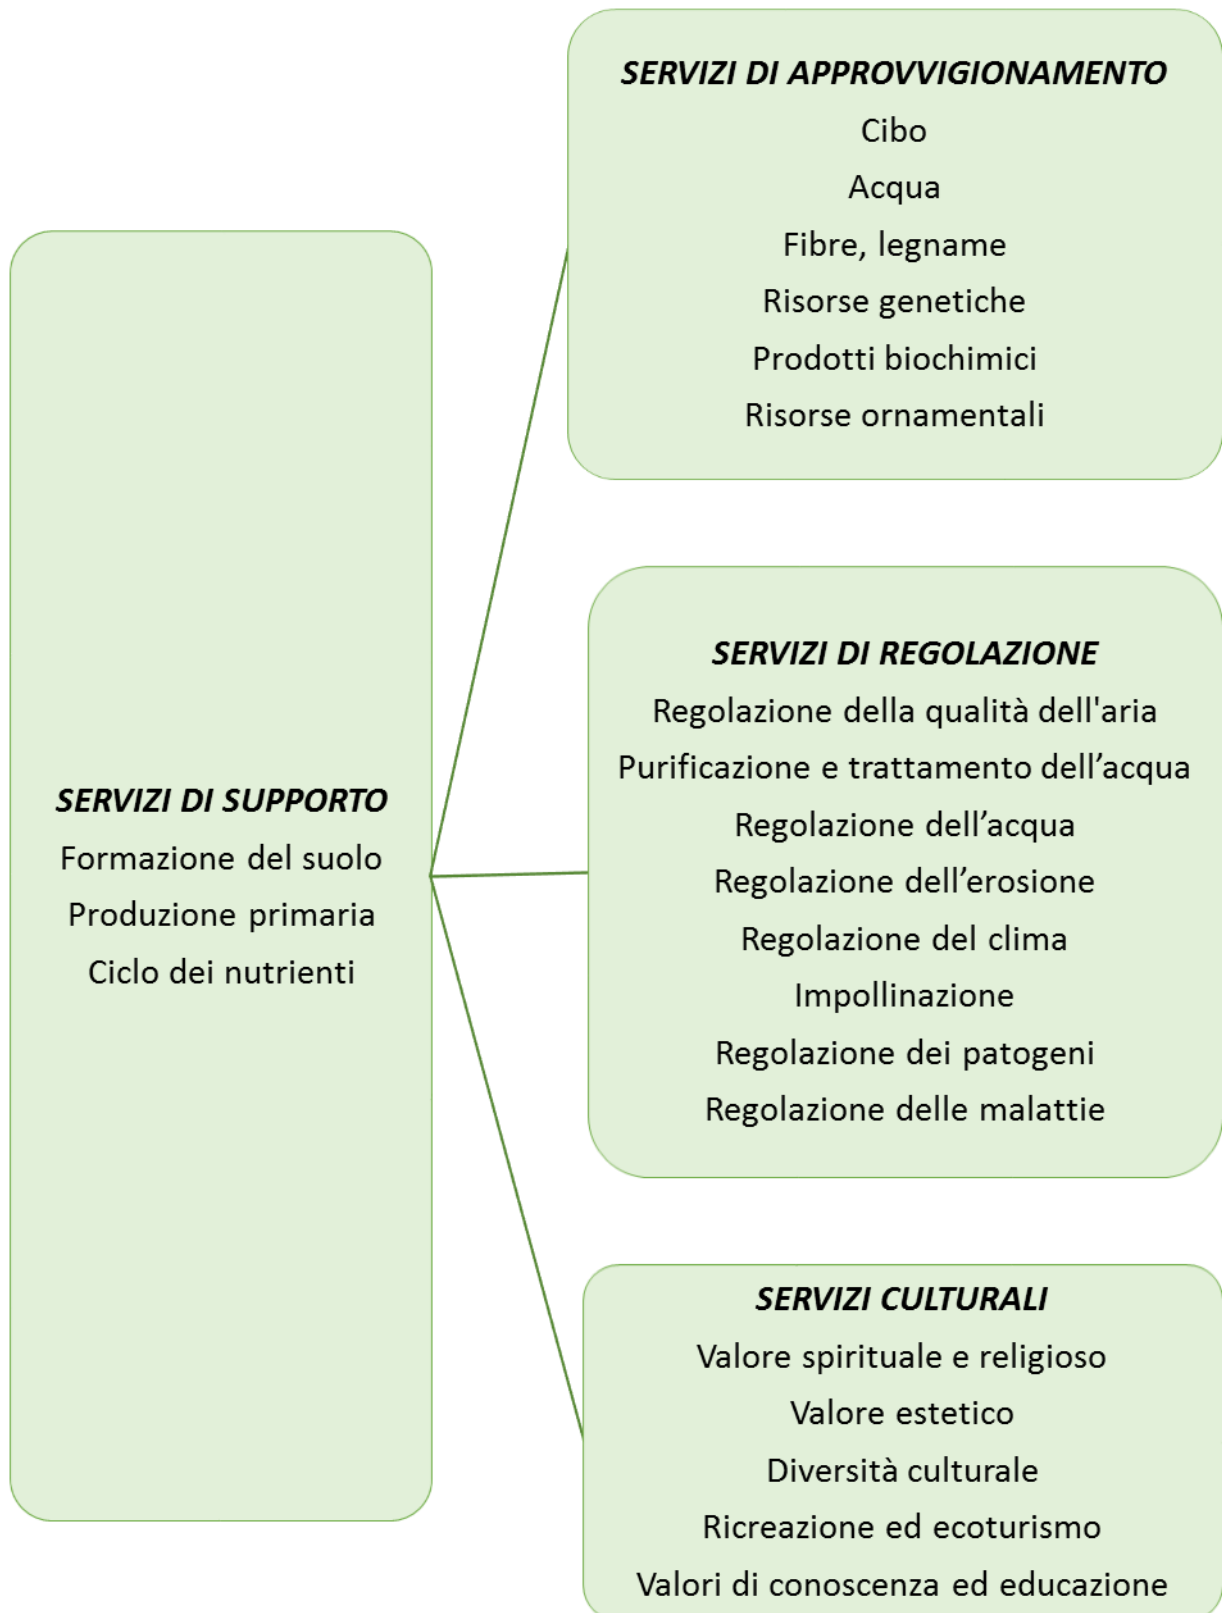 SERVIZI DI APPROVVIGIONAMENTO
Cibo
Acqua
Fibre, legname
Risorse genetiche
Prodotti biochimici
Risorse ornamentali
SERVIZI DI SUPPORTO
Formazione del suolo
Produzione primaria
Ciclo dei nutrienti
SERVIZI DI REGOLAZIONE
Regolazione della qualità dell'aria
Purificazione e trattamento dell’acqua
Regolazione dell’acqua
Regolazione dell’erosione
Regolazione del clima
Impollinazione
Regolazione dei patogeni
Regolazione delle malattie
SERVIZI CULTURALI
Valore spirituale e religioso
Valore estetico
Diversità culturale
Ricreazione ed ecoturismo
Valori di conoscenza ed educazione